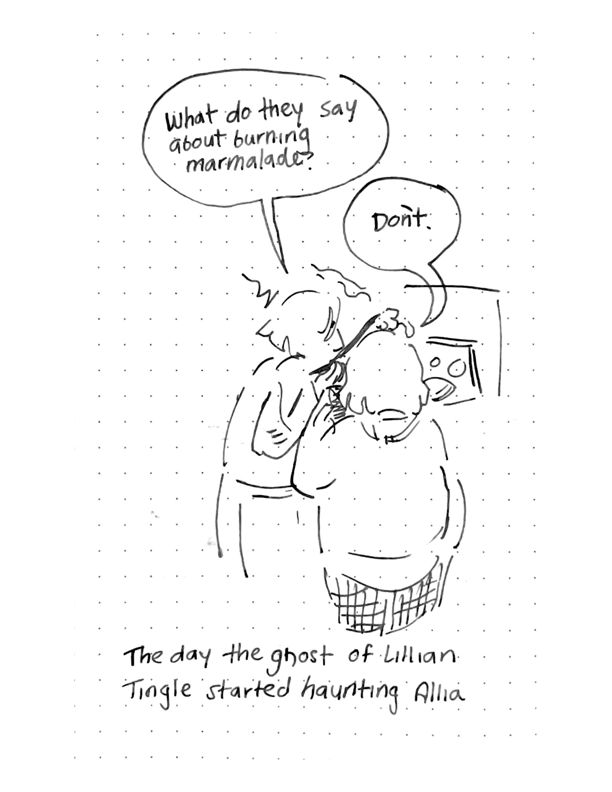 What do they say
about burning
marmalade?
Don't.
The day the ghost of Lillian
Tingle started haunting Allia